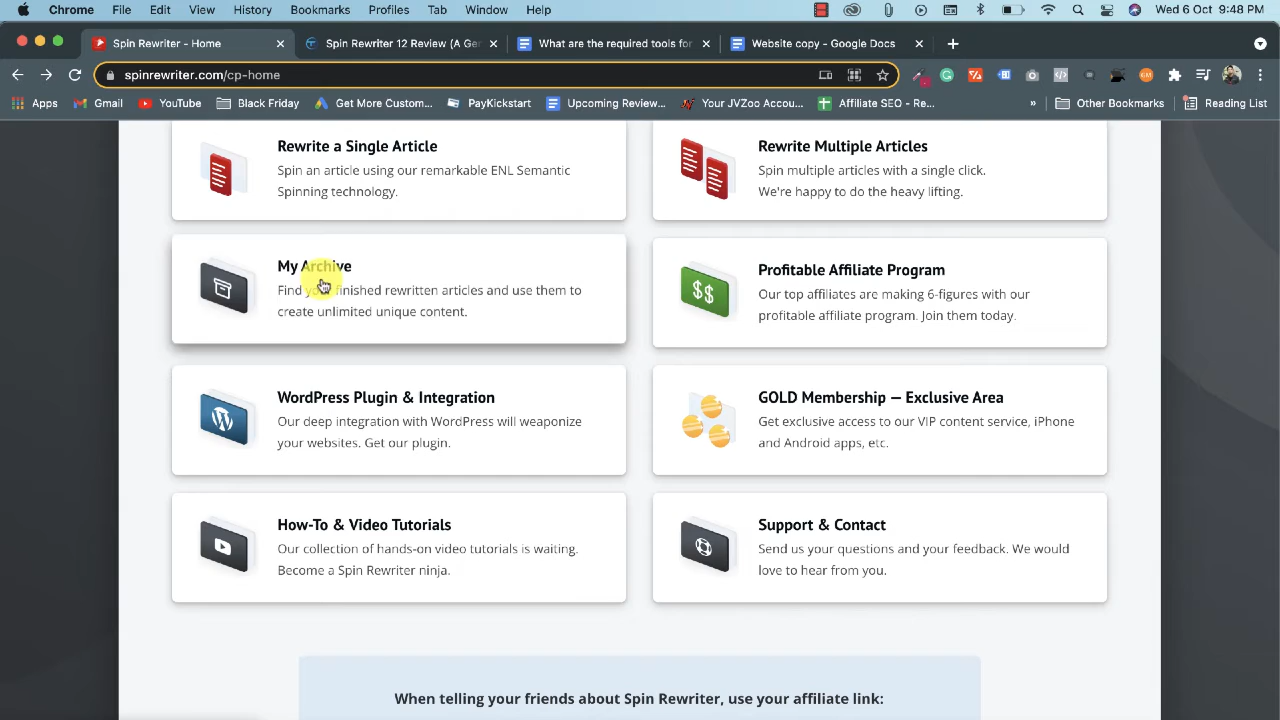 Chrome File Edit View History Bookmarks Profiles Tab Window Help Wed 6 Oct 9:48 PM
Spin Rewriter - Home
Spin Rewriter 12 Review (A Ger
What are the required tools for
Website copy - Google Docs
spinrewriter.com/cp-home
Apps Gmail YouTube Black Friday Get More Custom... PayKickstart Upcoming Review... Your JVZoo Accou... Affiliate SEO - Re... » Other Bookmarks Reading List
Rewrite a Single Article
Spin an article using our remarkable ENL Semantic
Spinning technology.
Rewrite Multiple Articles
Spin multiple articles with a single click.
We're happy to do the heavy lifting.
My Archive
Find your finished rewritten articles and use them to
create unlimited unique content.
Profitable Affiliate Program
Our top affiliates are making 6-figures with our
profitable affiliate program. Join them today.
WordPress Plugin & Integration
Our deep integration with WordPress will weaponize
your websites. Get our plugin.
GOLD Membership — Exclusive Area
Get exclusive access to our VIP content service, iPhone
and Android apps, etc.
How-To & Video Tutorials
Our collection of hands-on video tutorials is waiting.
Become a Spin Rewriter ninja.
Support & Contact
Send us your questions and your feedback. We would
love to hear from you.
When telling your friends about Spin Rewriter, use your affiliate link: